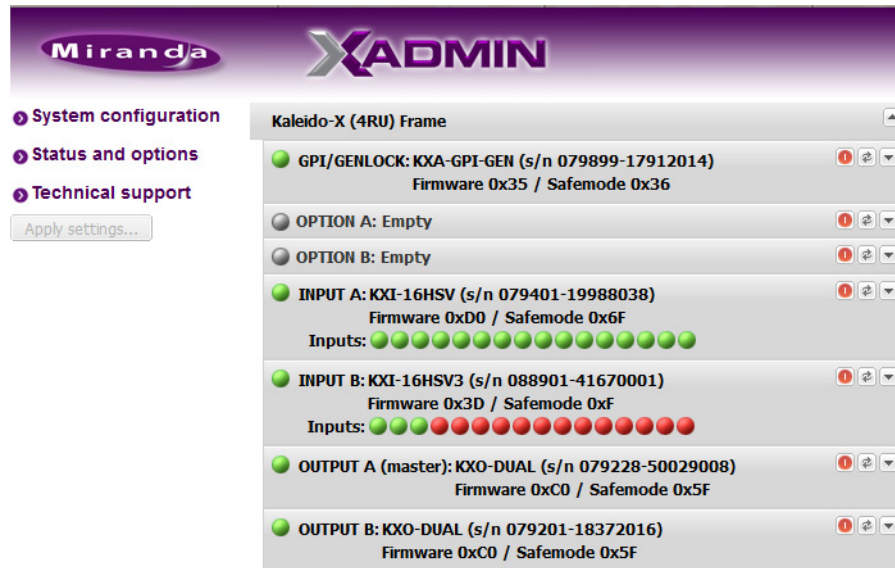 Miranda
XADMIN
System configuration
Status and options
Technical support
Apply settings...
Kaleido-X (4RU) Frame
GPI/GENLOCK: KXA-GPI-GEN (s/n 079899-17912014)
Firmware 0x35 / Safemode 0x36
OPTION A: Empty
OPTION B: Empty
INPUT A: KXI-16HSV (s/n 079401-19988038)
Firmware 0xD0 / Safemode 0x6F
Inputs:
INPUT B: KXI-16HSV3 (s/n 088901-41670001)
Firmware 0x3D / Safemode 0xF
Inputs:
OUTPUT A (master): KXO-DUAL (s/n 079228-50029008)
Firmware 0xC0 / Safemode 0x5F
OUTPUT B: KXO-DUAL (s/n 079201-18372016)
Firmware 0xC0 / Safemode 0x5F